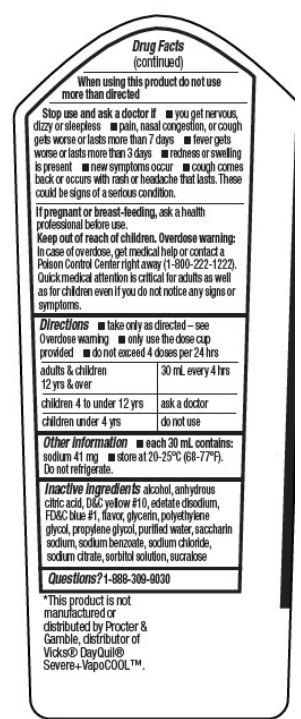 Drug Facts
(continued)
When using this product do not use
more than directed
Stop use and ask a doctor if ■ you get nervous,
dizzy or sleepless ■ pain, nasal congestion, or cough
gets worse or lasts more than 7 days ■ fever gets
worse or lasts more than 3 days ■ redness or swelling
is present ■ new symptoms occur ■ cough comes
back or occurs with rash or headache that lasts. These
could be signs of a serious condition.
If pregnant or breast-feeding, ask a health
professional before use.
Keep out of reach of children. Overdose warning:
In case of overdose, get medical help or contact a
Poison Control Center right away (1-800-222-1222).
Quick medical attention is critical for adults as well
as for children even if you do not notice any signs or
symptoms.
Directions ■ take only as directed – see
Overdose warning ■ only use the dose cup
provided ■ do not exceed 4 doses per 24 hrs
adults & children 30 mL every 4 hrs
12 yrs & over
children 4 to under 12 yrs ask a doctor
children under 4 yrs do not use
Other information ■ each 30 mL contains:
sodium 41 mg ■ store at 20-25°C (68-77°F).
Do not refrigerate.
Inactive ingredients alcohol, anhydrous
citric acid, D&C yellow #10, edetate disodium,
FD&C blue #1, flavor, glycerin, polyethylene
glycol, propylene glycol, purified water, saccharin
sodium, sodium benzoate, sodium chloride,
sodium citrate, sorbitol solution, sucralose
Questions? 1-888-309-9030
*This product is not
manufactured or
distributed by Procter &
Gamble, distributor of
Vicks® DayQuil®
Severe+VapoCOOL™.